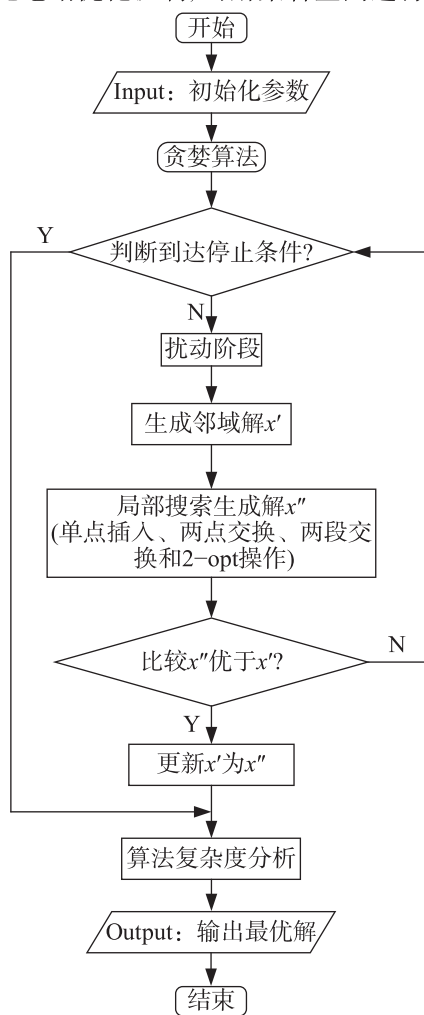 开始
Input：初始化参数
贪婪算法
Y
判断到达停止条件?
N
扰动阶段
生成邻域解x′
局部搜索生成解x″
(单点插入、两点交换、两段交
换和2−opt操作)
比较x″优于x′?
N
Y
更新x′为x″
算法复杂度分析
Output：输出最优解
结束